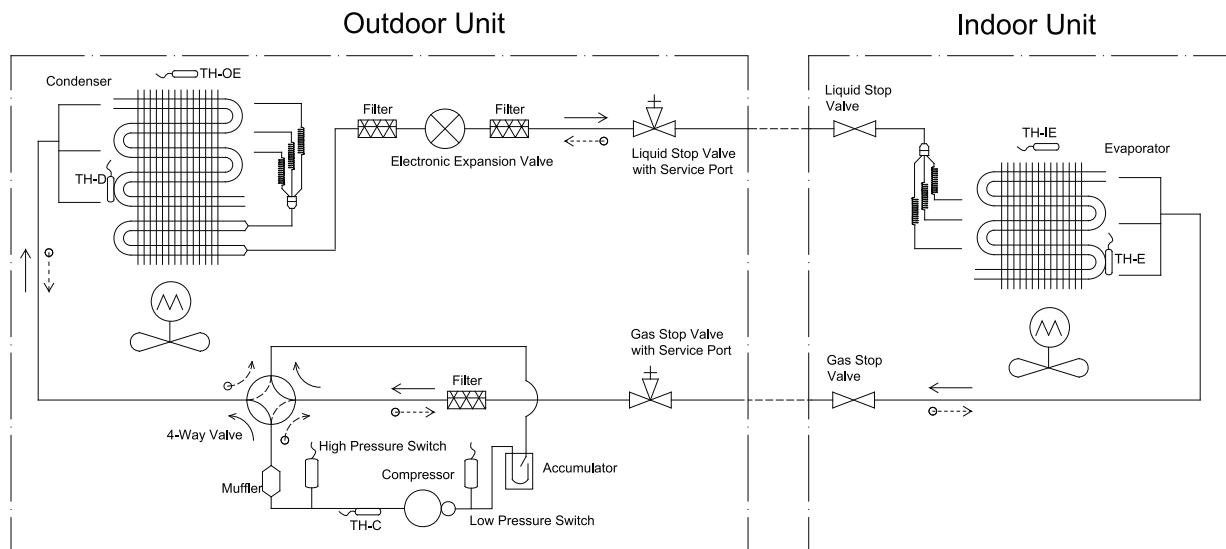 Outdoor Unit
Indoor Unit
Condenser
TH-OE
Filter
Filter
Electronic Expansion Valve
Liquid Stop Valve
with Service Port
Liquid Stop
Valve
TH-IE
Evaporator
TH-D
TH-E
Gas Stop Valve
with Service Port
Gas Stop
Valve
Filter
4-Way Valve
High Pressure Switch
Compressor
Accumulator
Muffler
TH-C
Low Pressure Switch